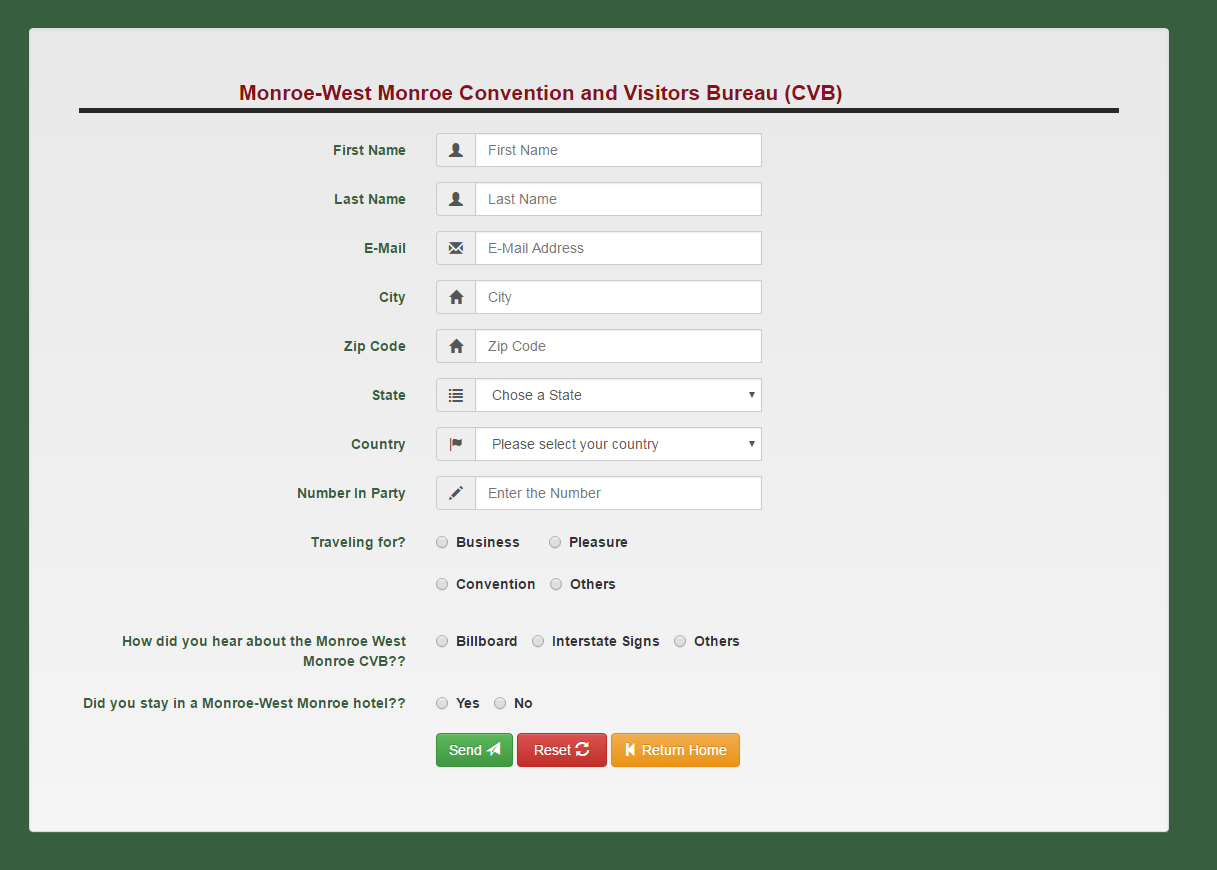 Monroe-West Monroe Convention and Visitors Bureau (CVB)
First Name First Name
Last Name Last Name
E-Mail E-Mail Address
City City
Zip Code Zip Code
State Chose a State
Country Please select your country
Number In Party Enter the Number
Traveling for? Business Pleasure
Convention Others
How did you hear about the Monroe West Billboard Interstate Signs Others
Monroe CVB??
Did you stay in a Monroe-West Monroe hotel?? Yes No
Send Reset Return Home